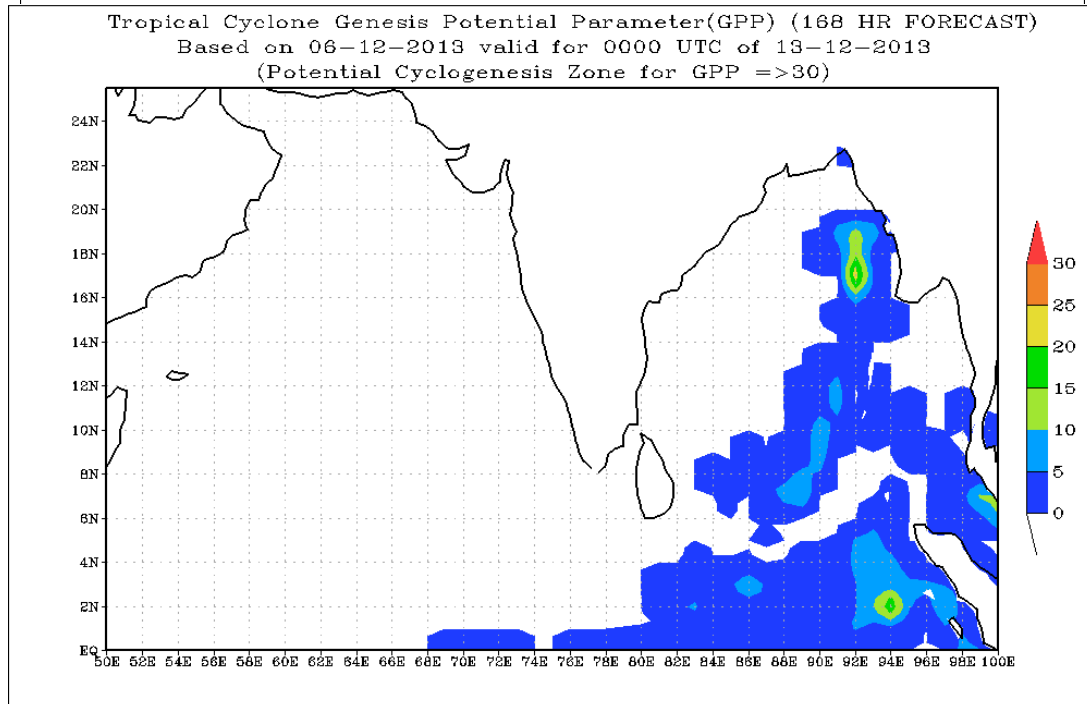 Tropical Cyclone Genesis Potential Parameter(GPP) (168 HR FORECAST)
Based on 06-12-2013 valid for 0000 UTC of 13-12-2013
(Potential Cyclogenesis Zone for GPP =>30)
24N
22N
20N
18N
16N
14N
12N
10N
8N
6N
4N
2N
EQ
50E 52E 54E 56E 58E 60E 62E 64E 66E 68E 70E 72E 74E 76E 78E 80E 82E 84E 86E 88E 90E 92E 94E 96E 98E 100E
30
25
20
15
10
5
0